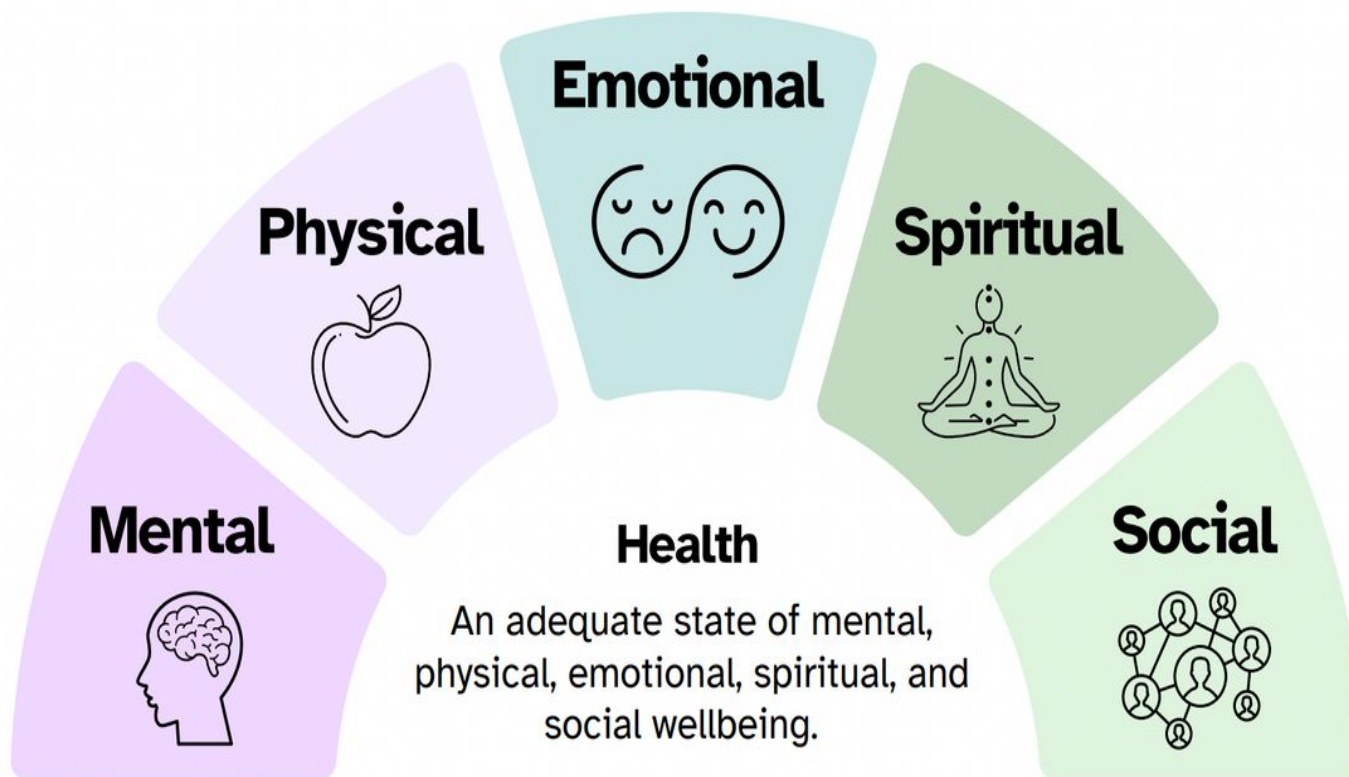 Mental
Physical
Emotional
Spiritual
Social
Health
An adequate state of mental,
physical, emotional, spiritual, and
social wellbeing.